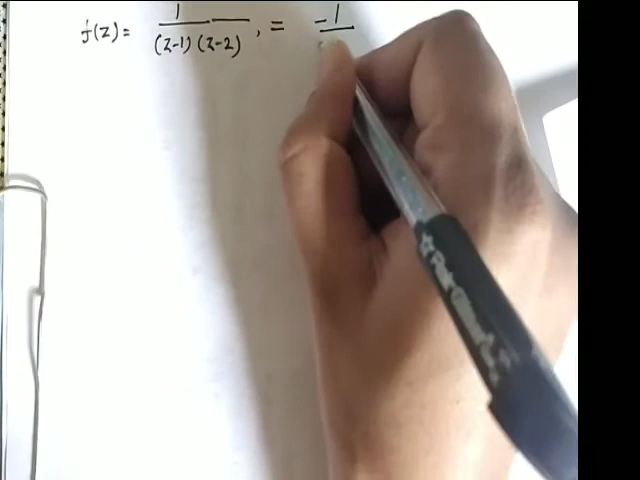 f(z) = 1/((z-1)(z-2)), = -1/